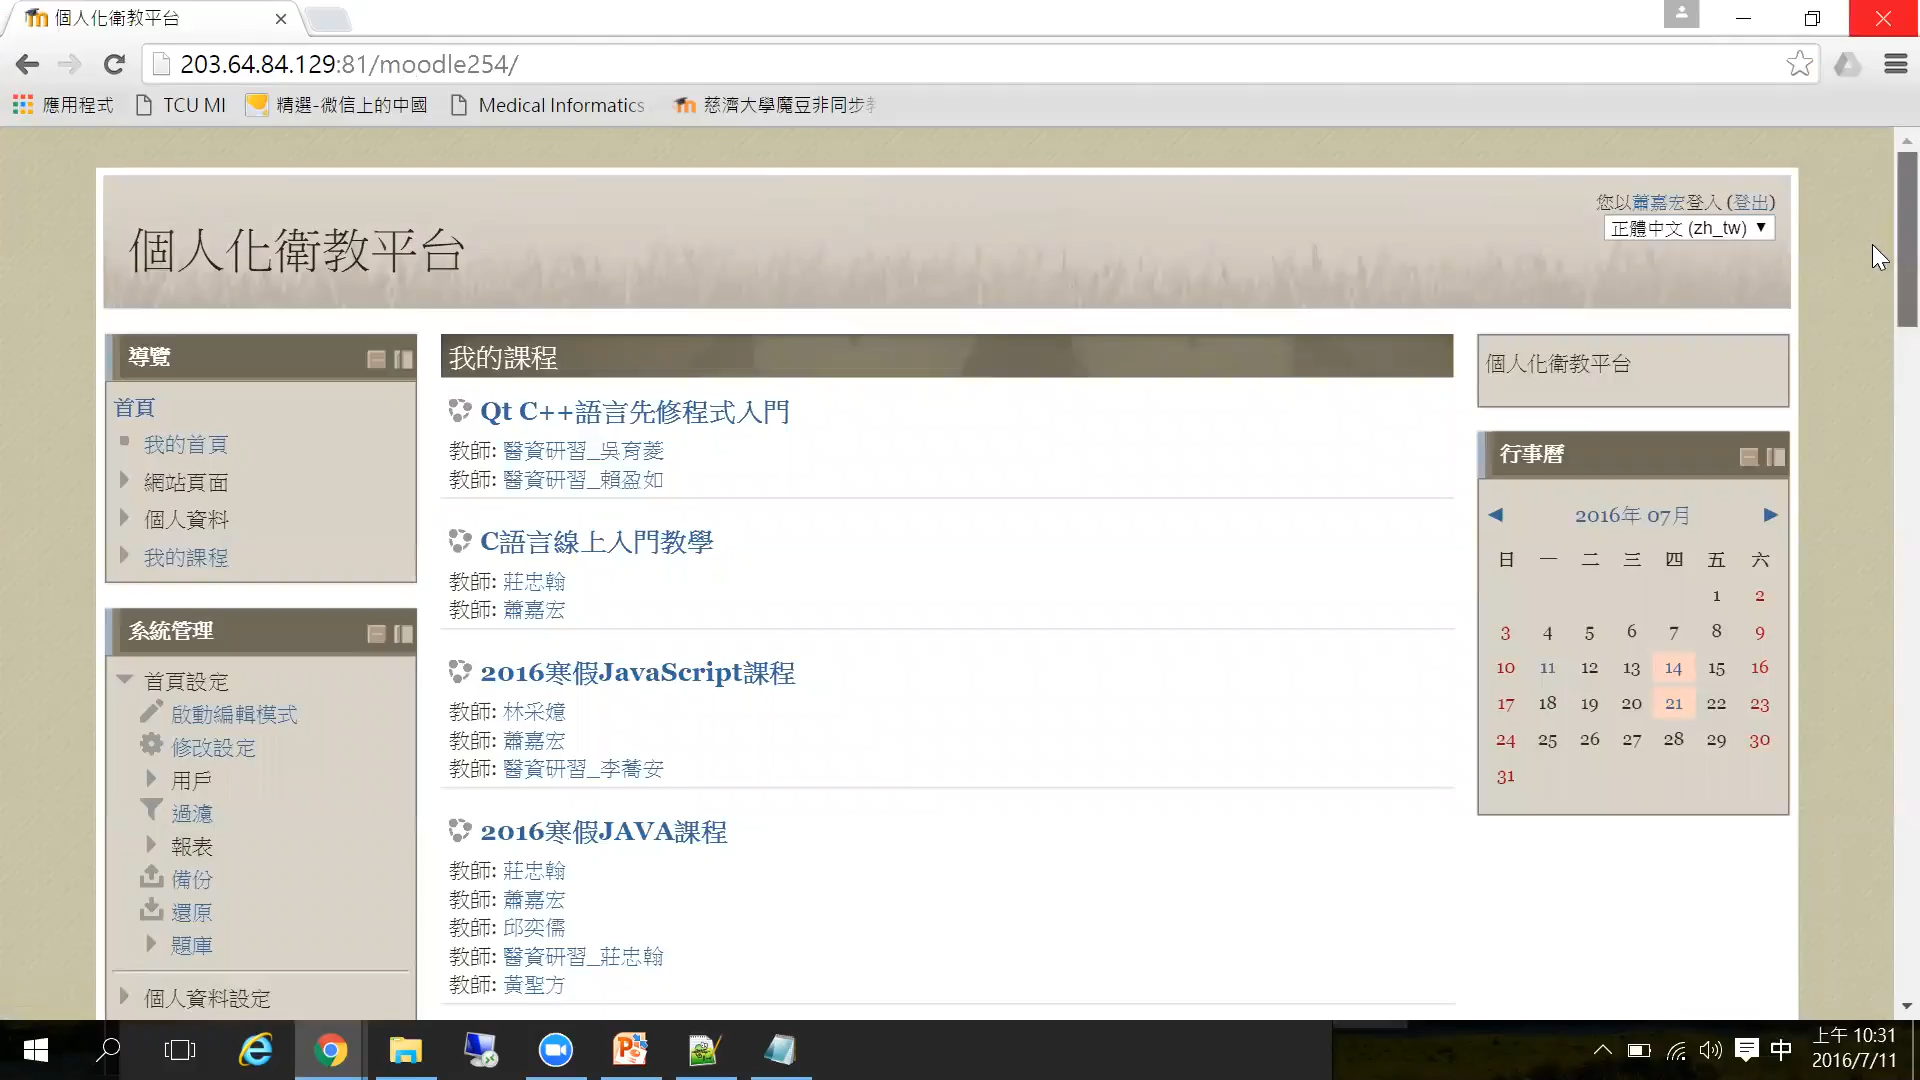 個人化衛教平台
203.64.84.129:81/moodle254/
應用程式 TCU MI 精選-微信上的中國 Medical Informatics 慈濟大學魔豆非同步
您以蕭嘉宏登入 (登出)
正體中文 (zh_tw)
個人化衛教平台
導覽
首頁
我的首頁
網站頁面
個人資料
我的課程
系統管理
首頁設定
啟動編輯模式
修改設定
用戶
過濾
報表
備份
還原
題庫
個人資料設定
我的課程
Qt C++語言先修程式入門
教師: 醫資研習_吳育菱
教師: 醫資研習_賴盈如
C語言線上入門教學
教師: 莊忠翰
教師: 蕭嘉宏
2016寒假JavaScript課程
教師: 林采嬑
教師: 蕭嘉宏
教師: 醫資研習_李蕎安
2016寒假JAVA課程
教師: 莊忠翰
教師: 蕭嘉宏
教師: 邱奕儒
教師: 醫資研習_莊忠翰
教師: 黃聖方
個人化衛教平台
行事曆
2016年 07月
日 一 二 三 四 五 六
1 2
3 4 5 6 7 8 9
10 11 12 13 14 15 16
17 18 19 20 21 22 23
24 25 26 27 28 29 30
31
中
上午 10:31
2016/7/11